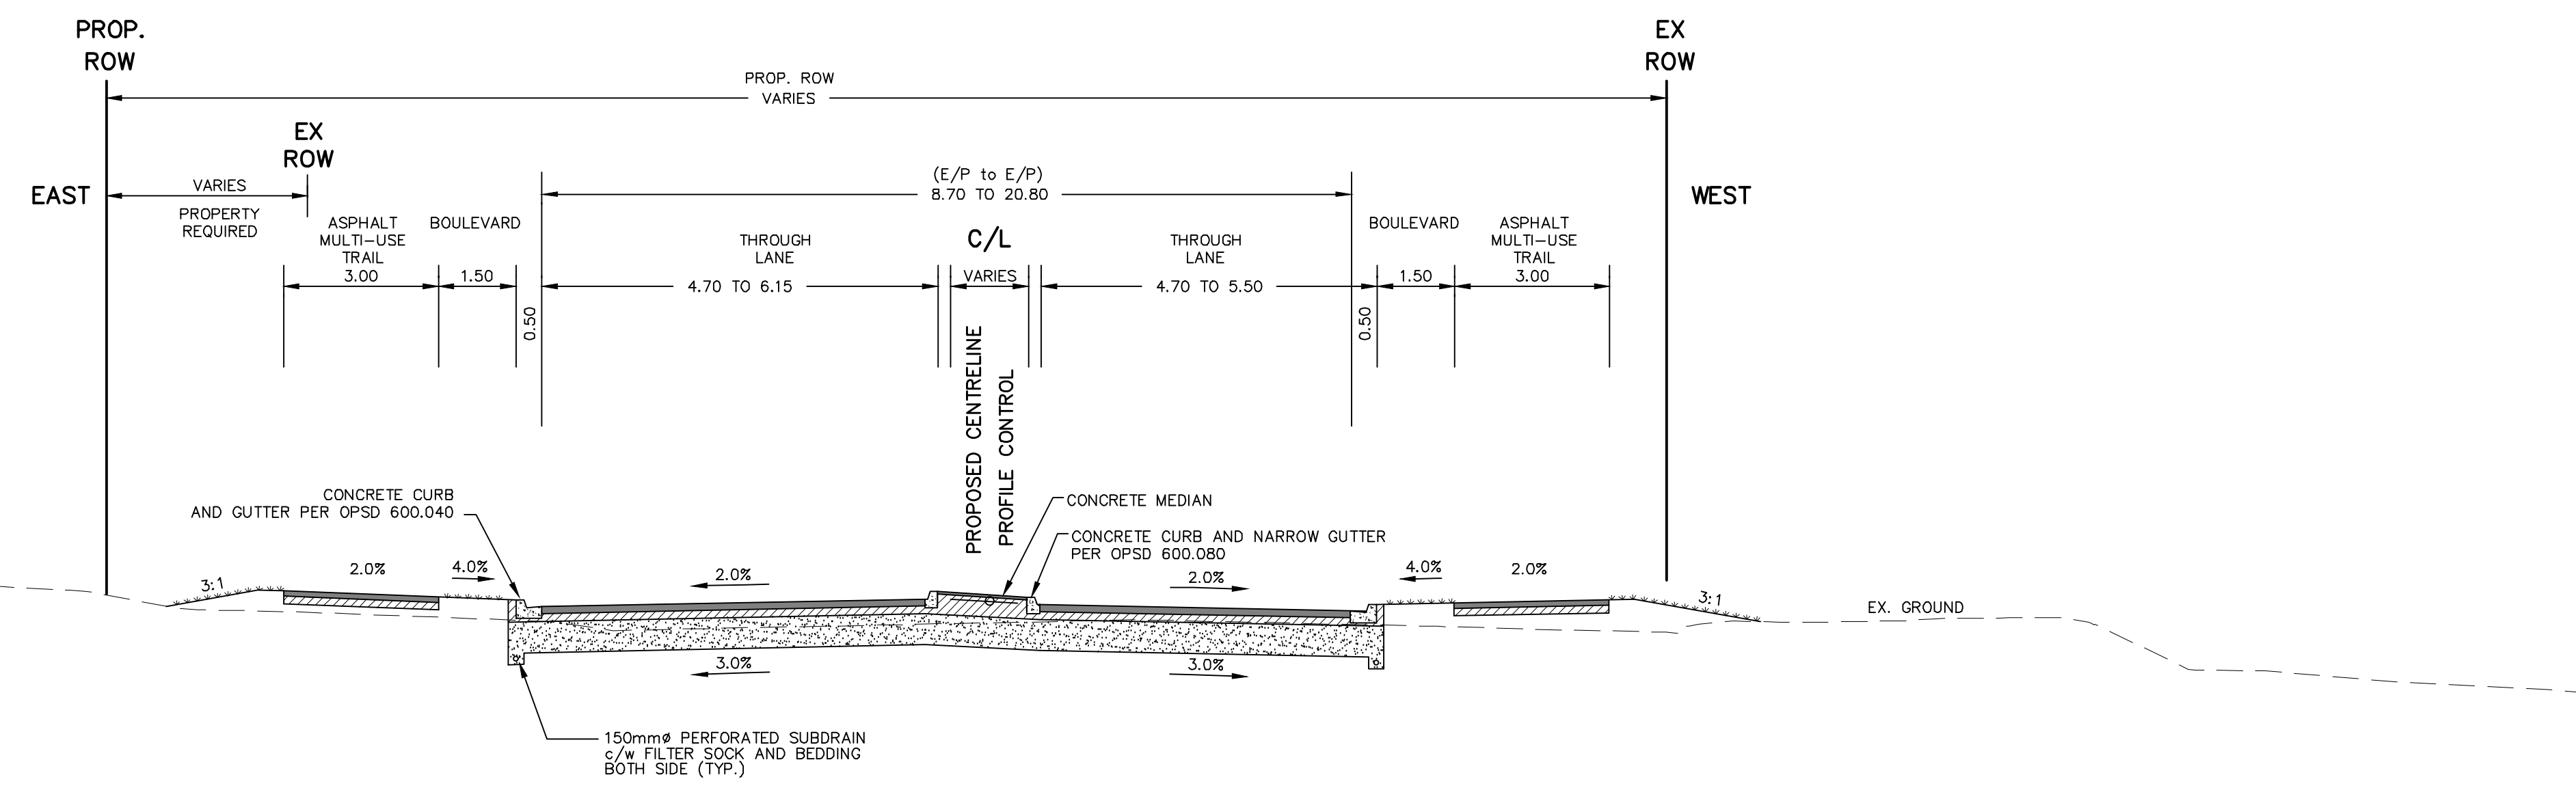 PROP.
ROW
EX
ROW
PROP. ROW
VARIES
EX
ROW
EAST
VARIES
PROPERTY
REQUIRED
(E/P to E/P)
8.70 TO 20.80
WEST
ASPHALT
MULTI-USE
TRAIL
3.00
BOULEVARD
1.50
0.50
THROUGH
LANE
4.70 TO 6.15
C/L
VARIES
THROUGH
LANE
4.70 TO 5.50
0.50
BOULEVARD
1.50
ASPHALT
MULTI-USE
TRAIL
3.00
PROPOSED CENTRELINE
PROFILE CONTROL
CONCRETE CURB
AND GUTTER PER OPSD 600.040
CONCRETE MEDIAN
CONCRETE CURB AND NARROW GUTTER
PER OPSD 600.080
3:1
2.0%
4.0%
2.0%
2.0%
4.0%
2.0%
3:1
EX. GROUND
3.0%
3.0%
150mmø PERFORATED SUBDRAIN
c/w FILTER SOCK AND BEDDING
BOTH SIDE (TYP.)